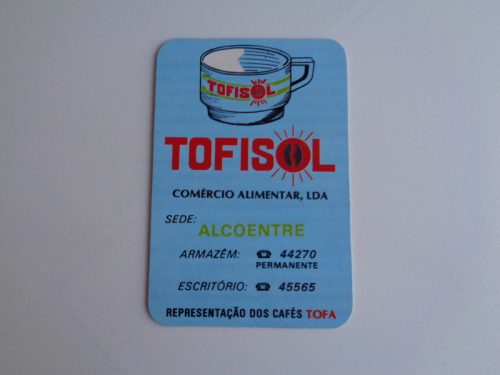 TOFISOL
TOFISOL
COMÉRCIO ALIMENTAR, LDA
SEDE:
ALCOENTRE
ARMAZÉM: ☎ 44270
PERMANENTE
ESCRITÓRIO: ☎ 45565
REPRESENTAÇÃO DOS CAFÉS TOFA